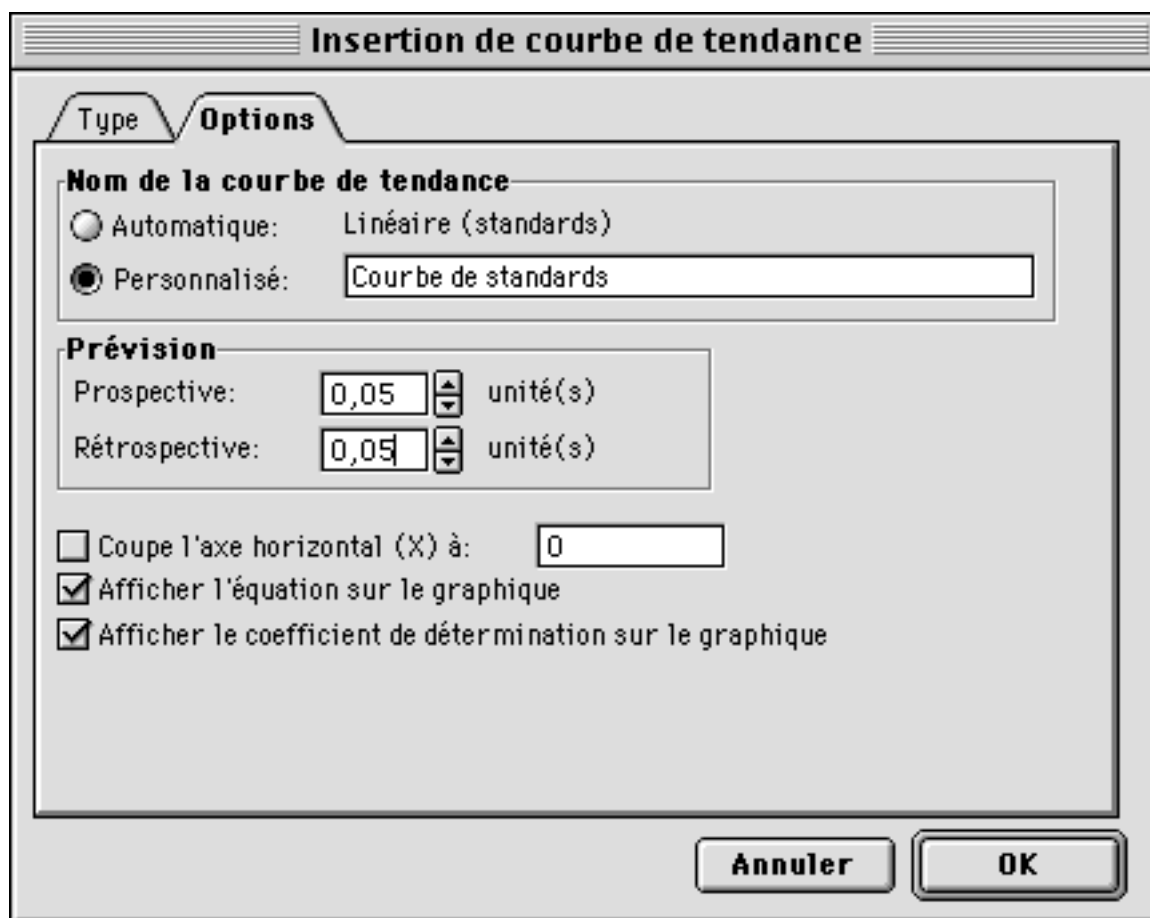 Insertion de courbe de tendance
Type Options
Nom de la courbe de tendance
Automatique: Linéaire (standards)
Personnalisé: Courbe de standards
Prévision
Prospective: 0,05 unité(s)
Rétrospective: 0,05 unité(s)
Coupe l'axe horizontal (X) à: 0
Afficher l'équation sur le graphique
Afficher le coefficient de détermination sur le graphique
Annuler OK